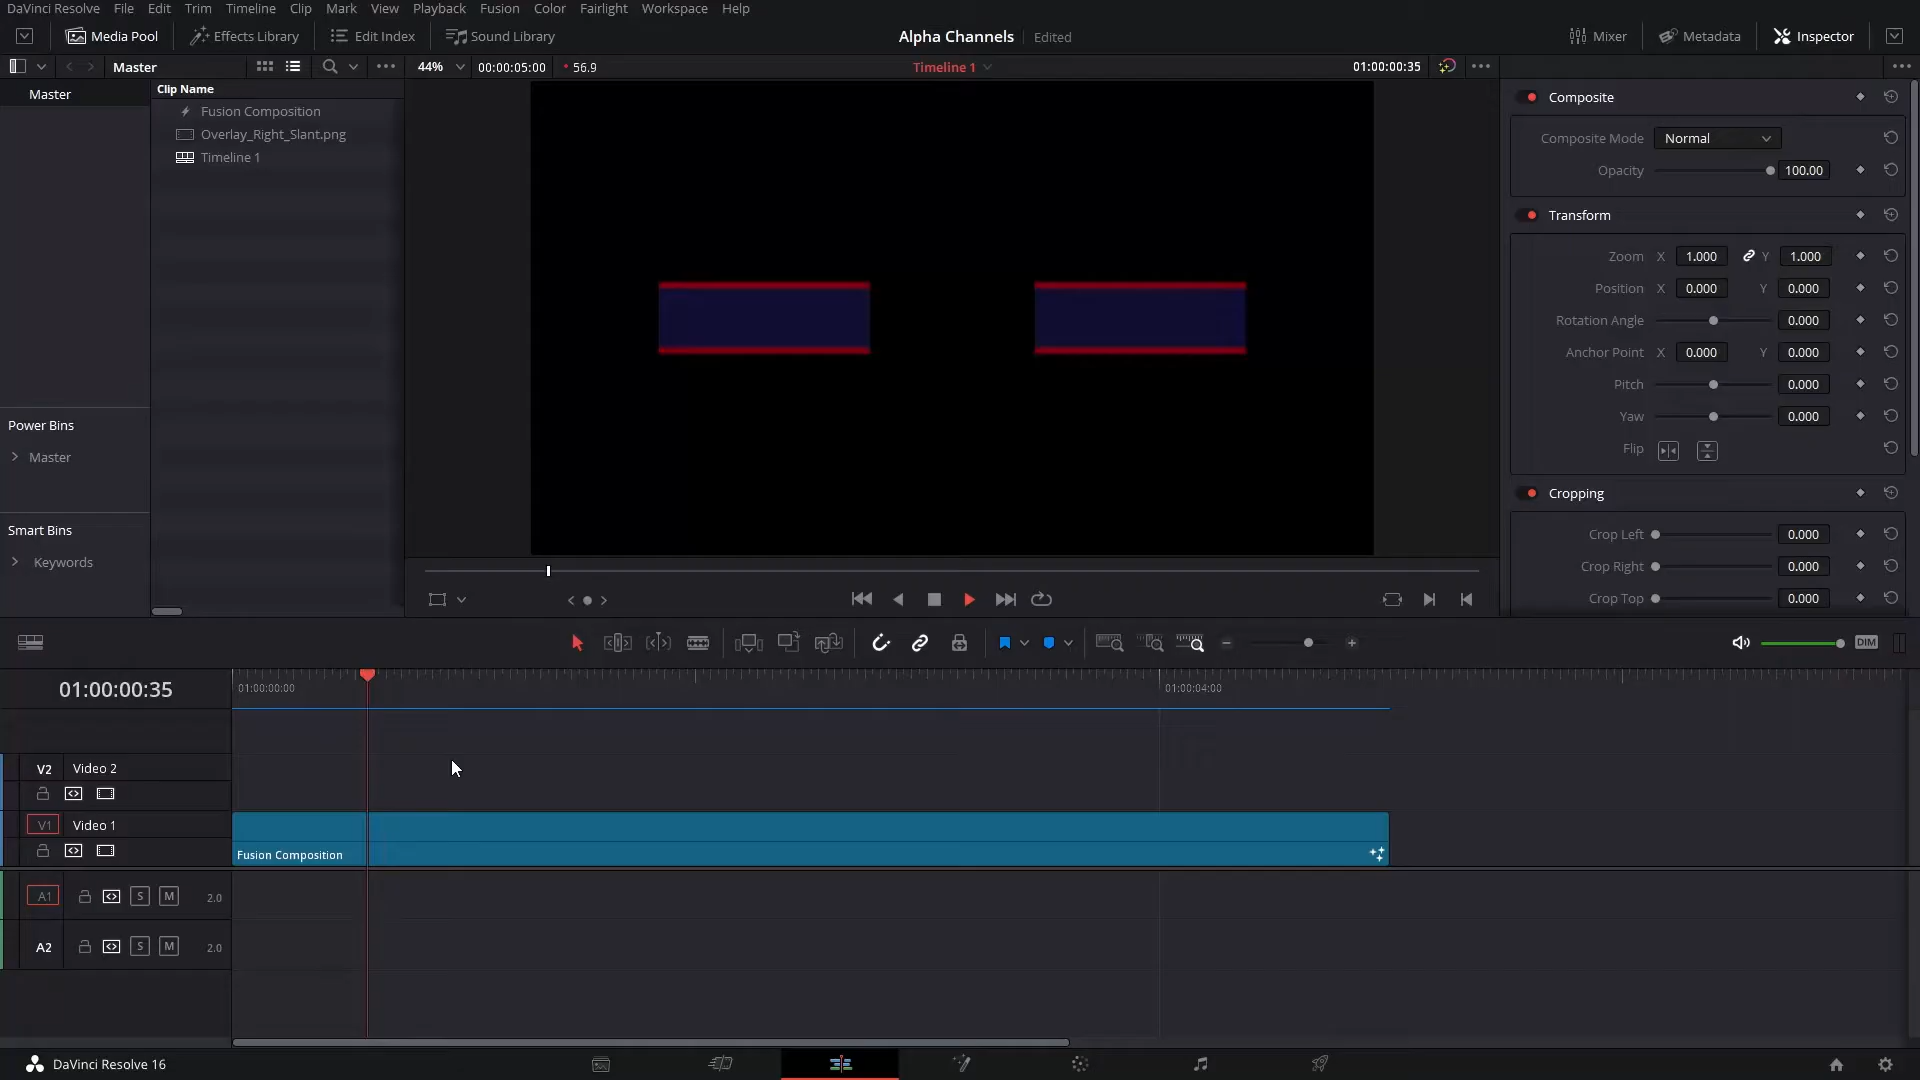 DaVinci Resolve File Edit Trim Timeline Clip Mark View Playback Fusion Color Fairlight Workspace Help
Media Pool Effects Library Edit Index Sound Library Alpha Channels Edited Mixer Metadata Inspector
Master 44% 00:00:05:00 56.9 Timeline 1 01:00:00:35
Master
Clip Name
Fusion Composition
Overlay_Right_Slant.png
Timeline 1
Power Bins
Master
Smart Bins
Keywords
Composite
Composite Mode Normal
Opacity 100.00
Transform
Zoom X 1.000 Y 1.000
Position X 0.000 Y 0.000
Rotation Angle 0.000
Anchor Point X 0.000 Y 0.000
Pitch 0.000
Yaw 0.000
Flip
Cropping
Crop Left 0.000
Crop Right 0.000
Crop Top 0.000
DIM
01:00:00:35 01:00:00:00 01:00:04:00
V2 Video 2
V1 Video 1
Fusion Composition
A1 S M 2.0
A2 S M 2.0
DaVinci Resolve 16